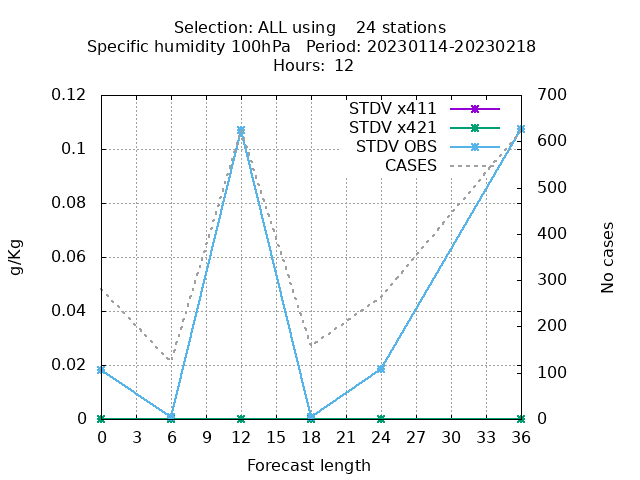 Selection: ALL using    24 stations
Specific humidity 100hPa   Period: 20230114-20230218
Hours:  12
STDV x411
STDV x421
STDV OBS
CASES
0.12
0.1
0.08
0.06
0.04
0.02
0
g/Kg
700
600
500
400
300
200
100
0
No cases
0 3 6 9 12 15 18 21 24 27 30 33 36
Forecast length